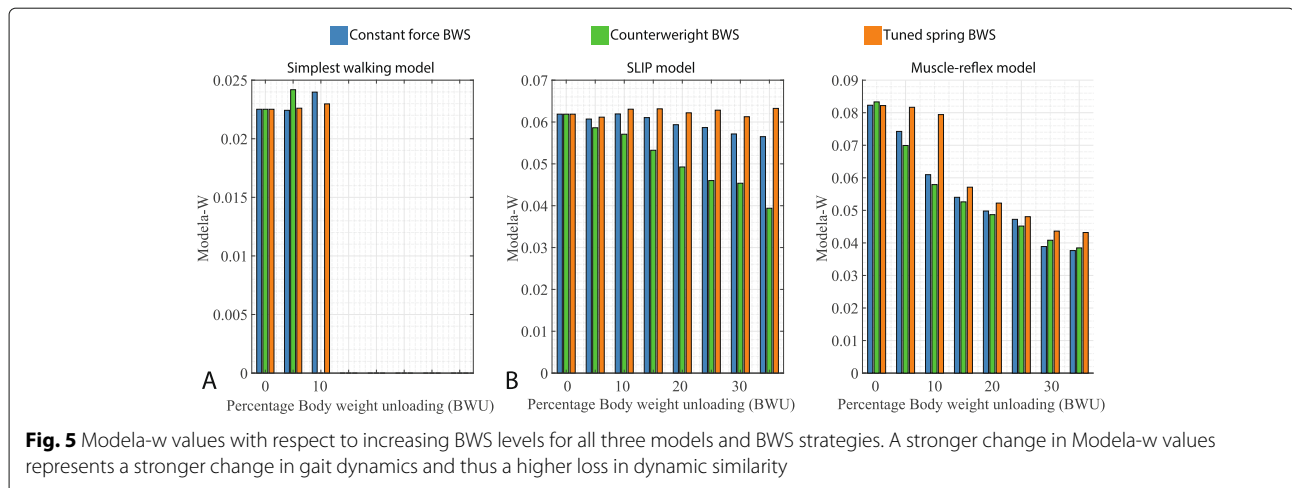 Constant force BWS Counterweright BWS Tuned spring BWS
Simplest walking model
0.025
0.02
0.015
0.01
0.005
0
Modela-W
0 10
Percentage Body weight unloading (BWU)
A
SLIP model
0.07
0.06
0.05
0.04
0.03
0.02
0.01
0
Modela-W
0 10 20 30
Percentage Body weight unloading (BWU)
B
Muscle-reflex model
0.09
0.08
0.07
0.06
0.05
0.04
0.03
0.02
0.01
0
Modela-W
0 10 20 30
Percentage Body weight unloading (BWU)
Fig. 5 Modela-w values with respect to increasing BWS levels for all three models and BWS strategies. A stronger change in Modela-w values
represents a stronger change in gait dynamics and thus a higher loss in dynamic similarity